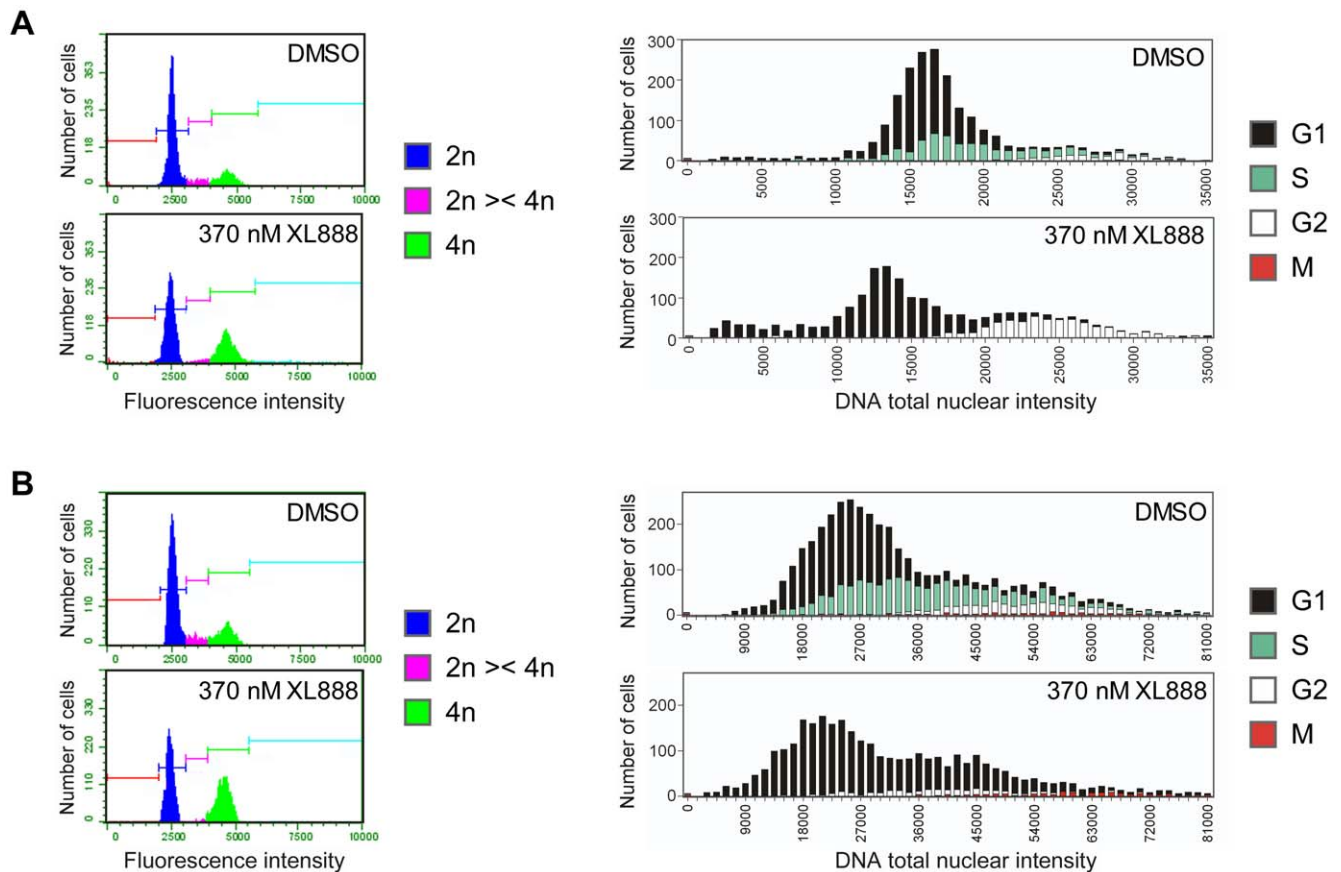 A
Number of cells
353
235
118
0
DMSO
0 2500 5000 7500 10000
Number of cells
353
235
118
0
370 nM XL888
0 2500 5000 7500 10000
Fluorescence intensity
2n
2n >< 4n
4n
Number of cells
300
200
100
0
DMSO
0 5000 10000 15000 20000 25000 30000 35000
Number of cells
300
200
100
0
370 nM XL888
0 5000 10000 15000 20000 25000 30000 35000
DNA total nuclear intensity
G1
S
G2
M
B
Number of cells
330
220
110
0
DMSO
0 2500 5000 7500 10000
Number of cells
330
220
110
0
370 nM XL888
0 2500 5000 7500 10000
Fluorescence intensity
2n
2n >< 4n
4n
Number of cells
200
100
0
DMSO
0 90000 18000 27000 36000 45000 54000 63000 72000 81000
Number of cells
200
100
0
370 nM XL888
0 90000 18000 27000 36000 45000 54000 63000 72000 81000
DNA total nuclear intensity
G1
S
G2
M